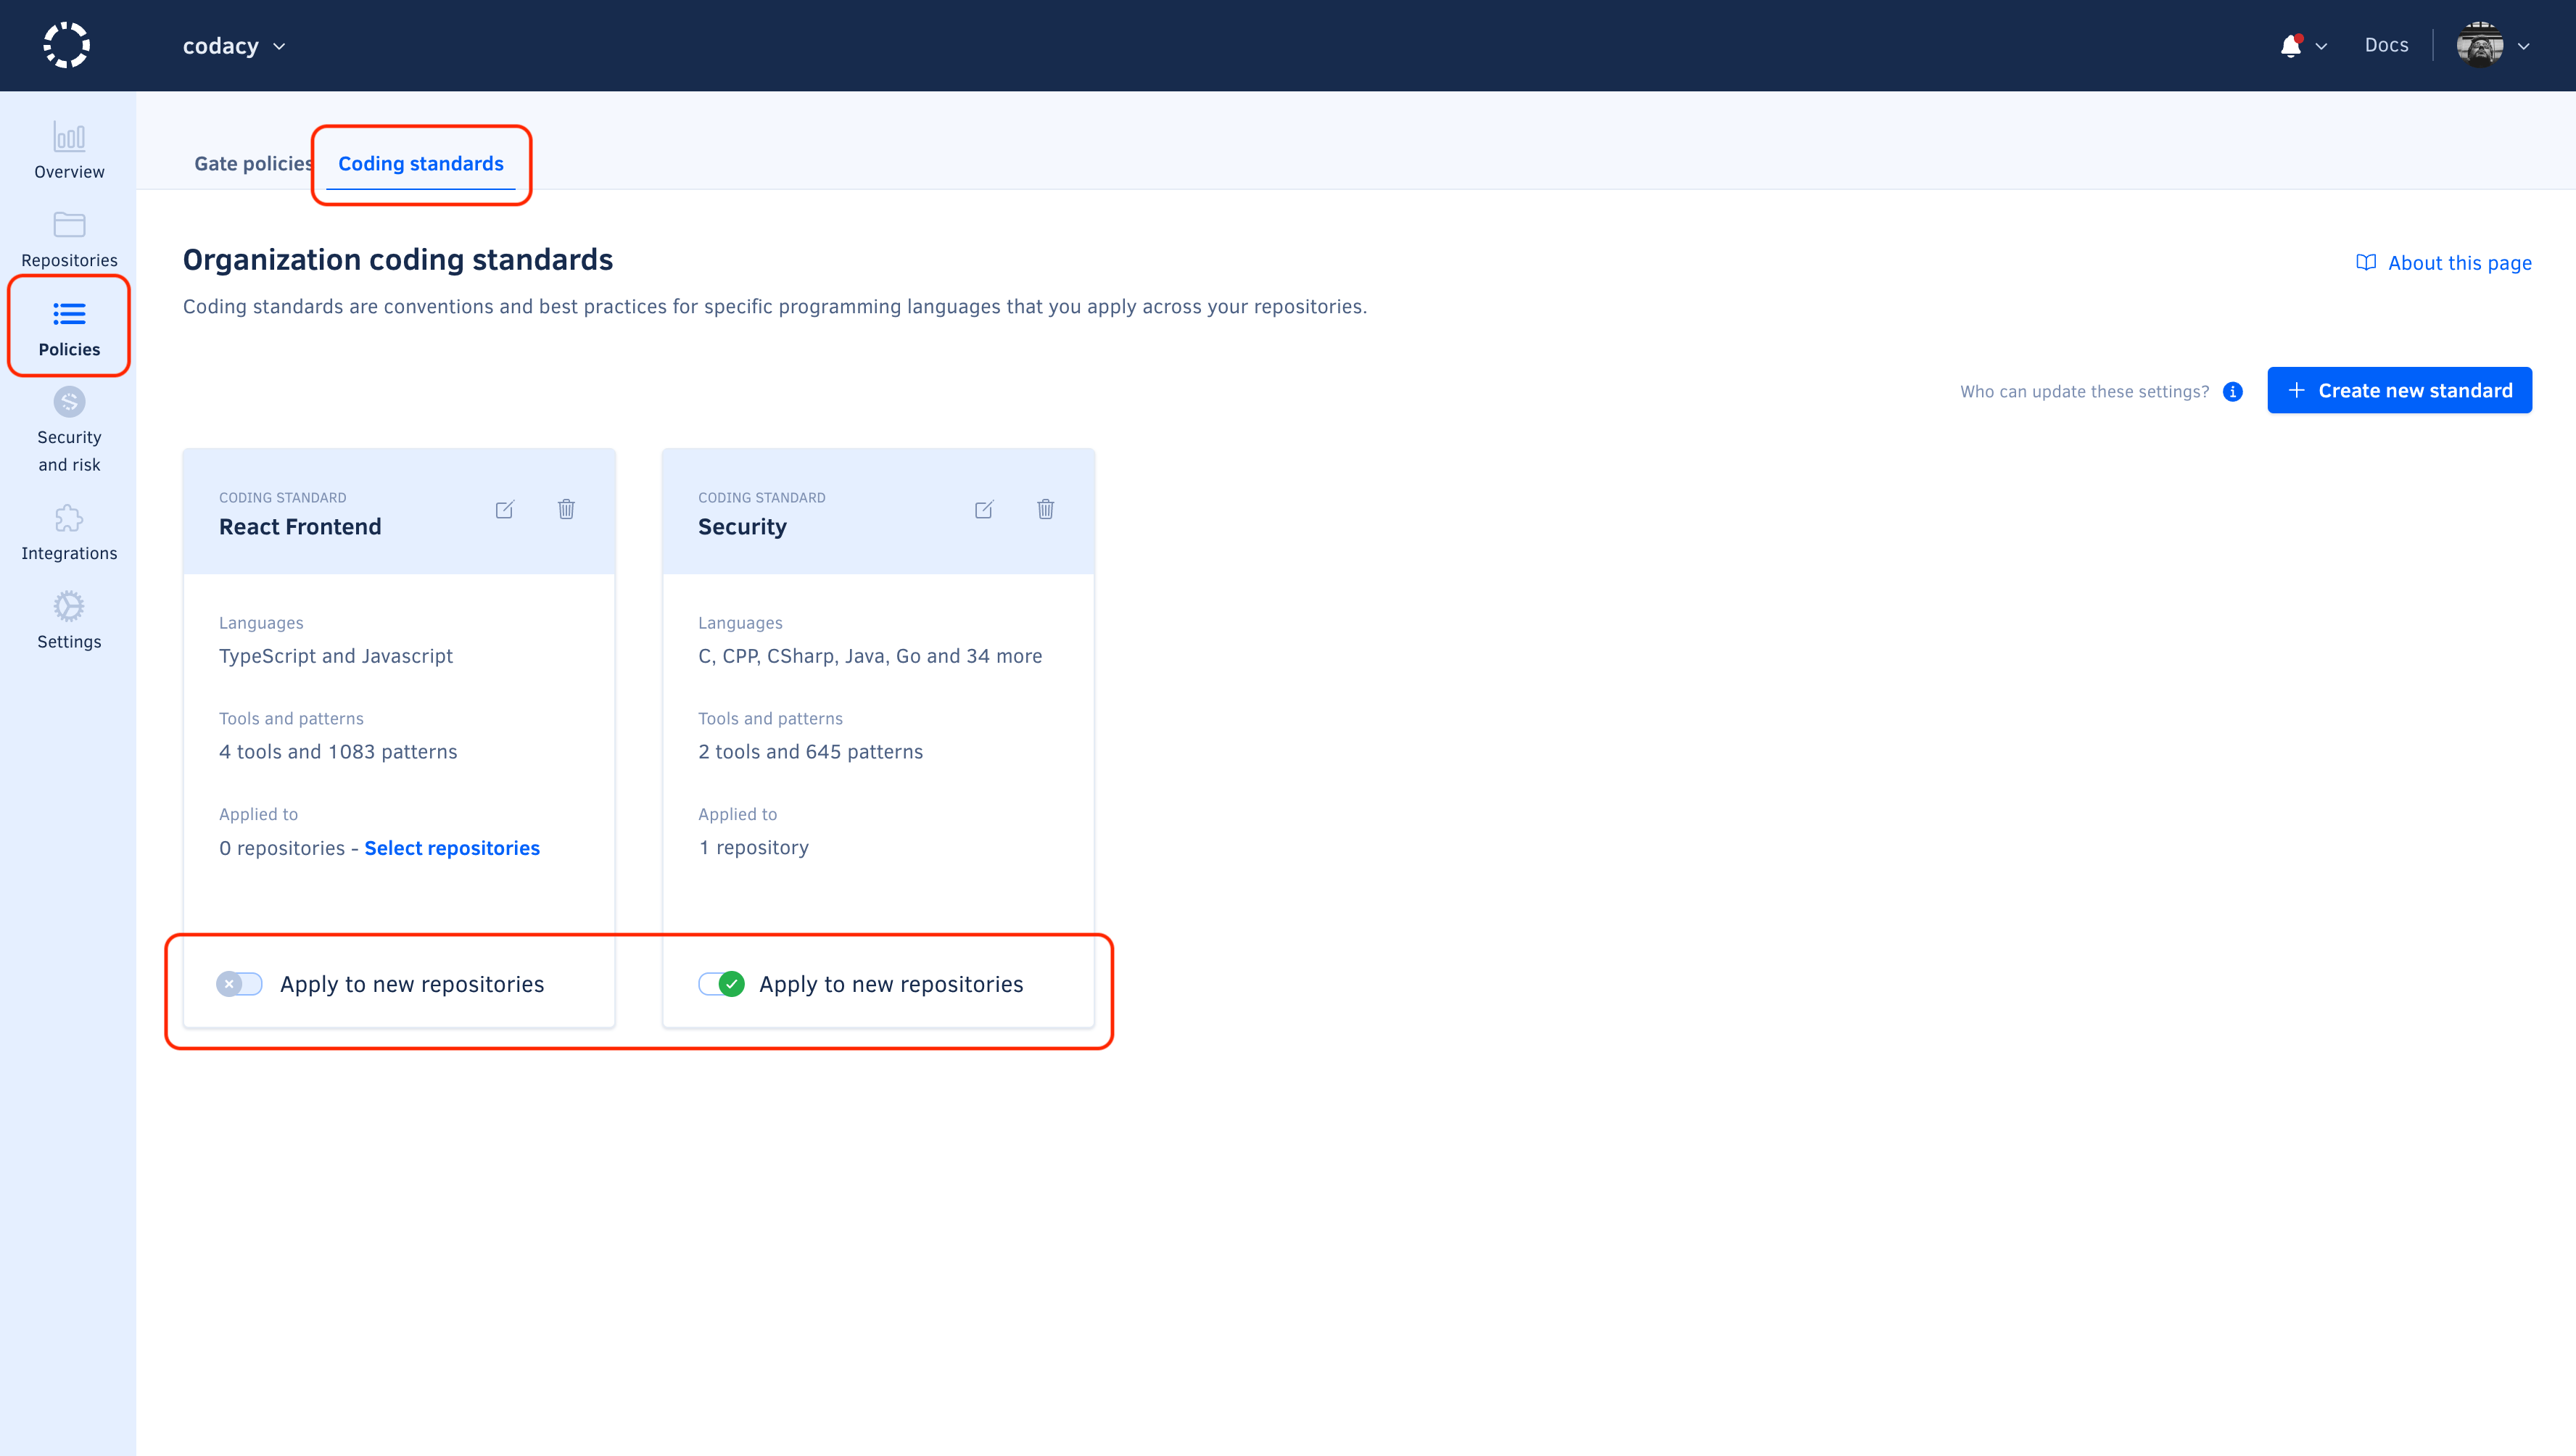 codacy
Docs
Overview
Repositories
Policies
Security
and risk
Integrations
Settings
Gate policies
Coding standards
Organization coding standards
About this page
Coding standards are conventions and best practices for specific programming languages that you apply across your repositories.
Who can update these settings?
Create new standard
CODING STANDARD
React Frontend
Languages
TypeScript and Javascript
Tools and patterns
4 tools and 1083 patterns
Applied to
0 repositories - Select repositories
Apply to new repositories
CODING STANDARD
Security
Languages
C, CPP, CSharp, Java, Go and 34 more
Tools and patterns
2 tools and 645 patterns
Applied to
1 repository
Apply to new repositories